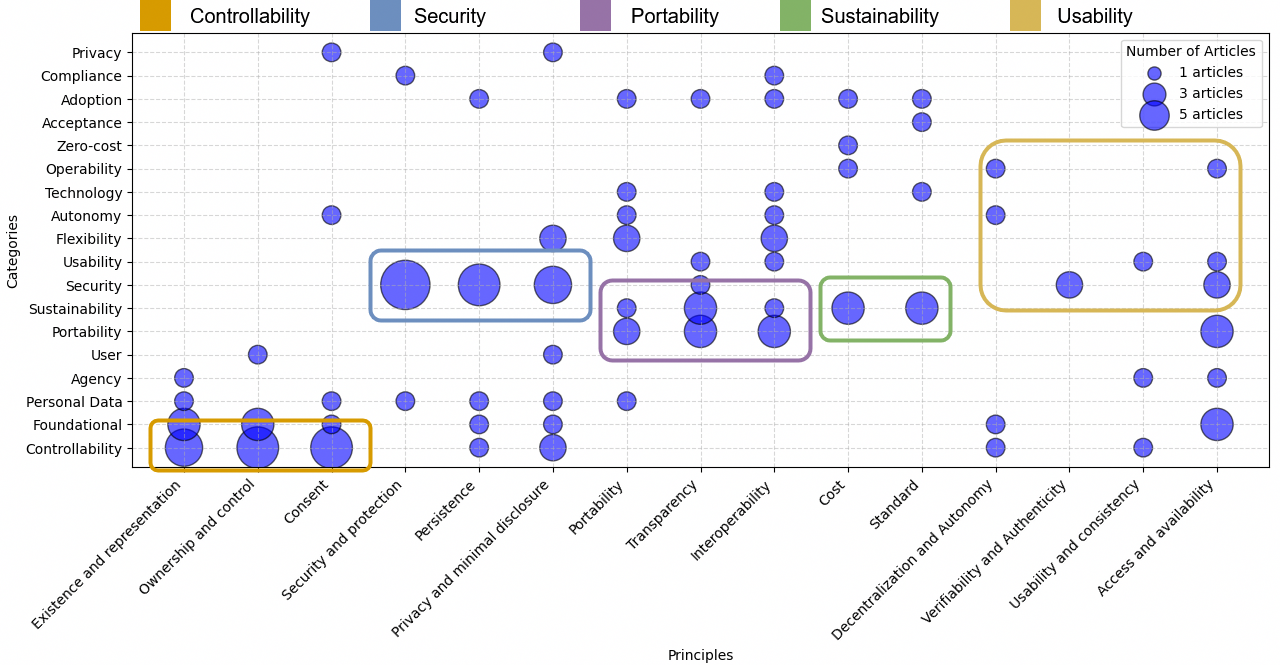 Controllability Security Portability Sustainability Usability
Number of Articles
1 articles
3 articles
5 articles
Categories
Privacy
Compliance
Adoption
Acceptance
Zero-cost
Operability
Technology
Autonomy
Flexibility
Usability
Security
Sustainability
Portability
User
Agency
Personal Data
Foundational
Controllability
Existence and representation
Ownership and control
Consent
Security and protection
Persistence
Privacy and minimal disclosure
Portability
Transparency
Interoperability
Cost
Standard
Decentralization and Autonomy
Verifiability and Authenticity
Usability and consistency
Access and availability
Principles